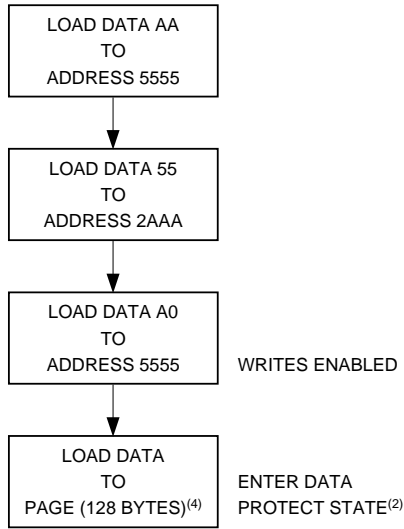 LOAD DATA AA
TO
ADDRESS 5555
LOAD DATA 55
TO
ADDRESS 2AAA
LOAD DATA A0
TO
ADDRESS 5555
WRITES ENABLED
LOAD DATA
TO
PAGE (128 BYTES)(4)
ENTER DATA
PROTECT STATE(2)